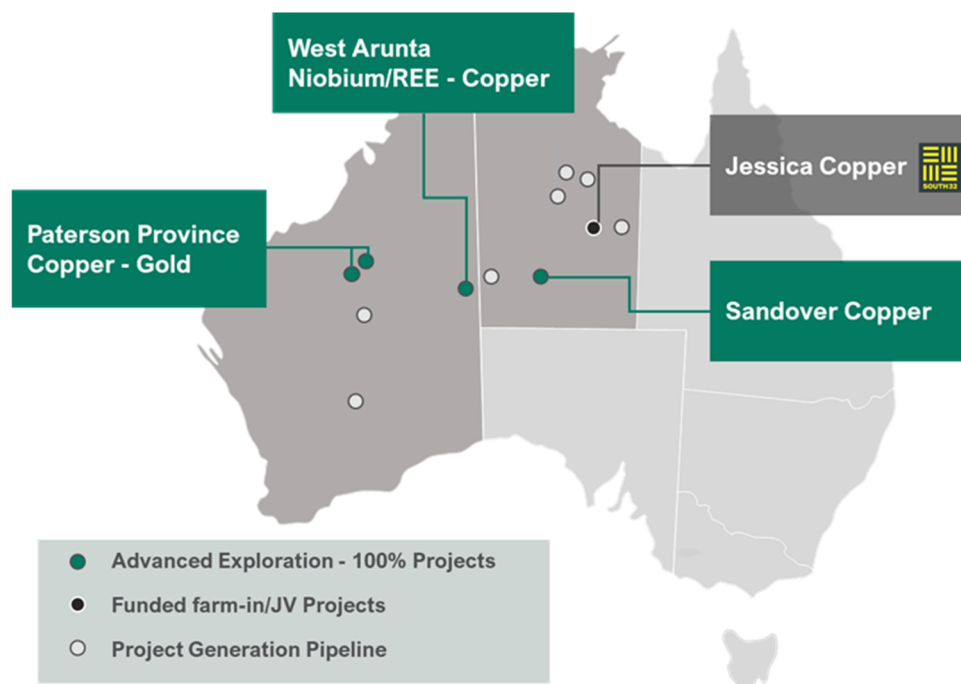 West Arunta
Niobium/REE - Copper
Jessica Copper
SOUTH32
Paterson Province
Copper - Gold
Sandover Copper
Advanced Exploration - 100% Projects
Funded farm-in/JV Projects
Project Generation Pipeline